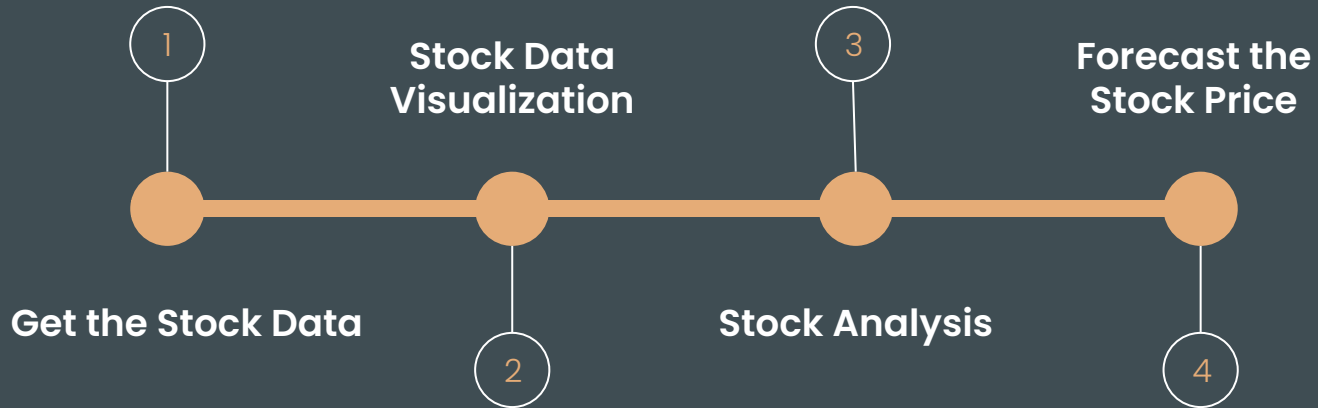 1
Get the Stock Data
Stock Data
Visualization
2
3
Stock Analysis
Forecast the
Stock Price
4